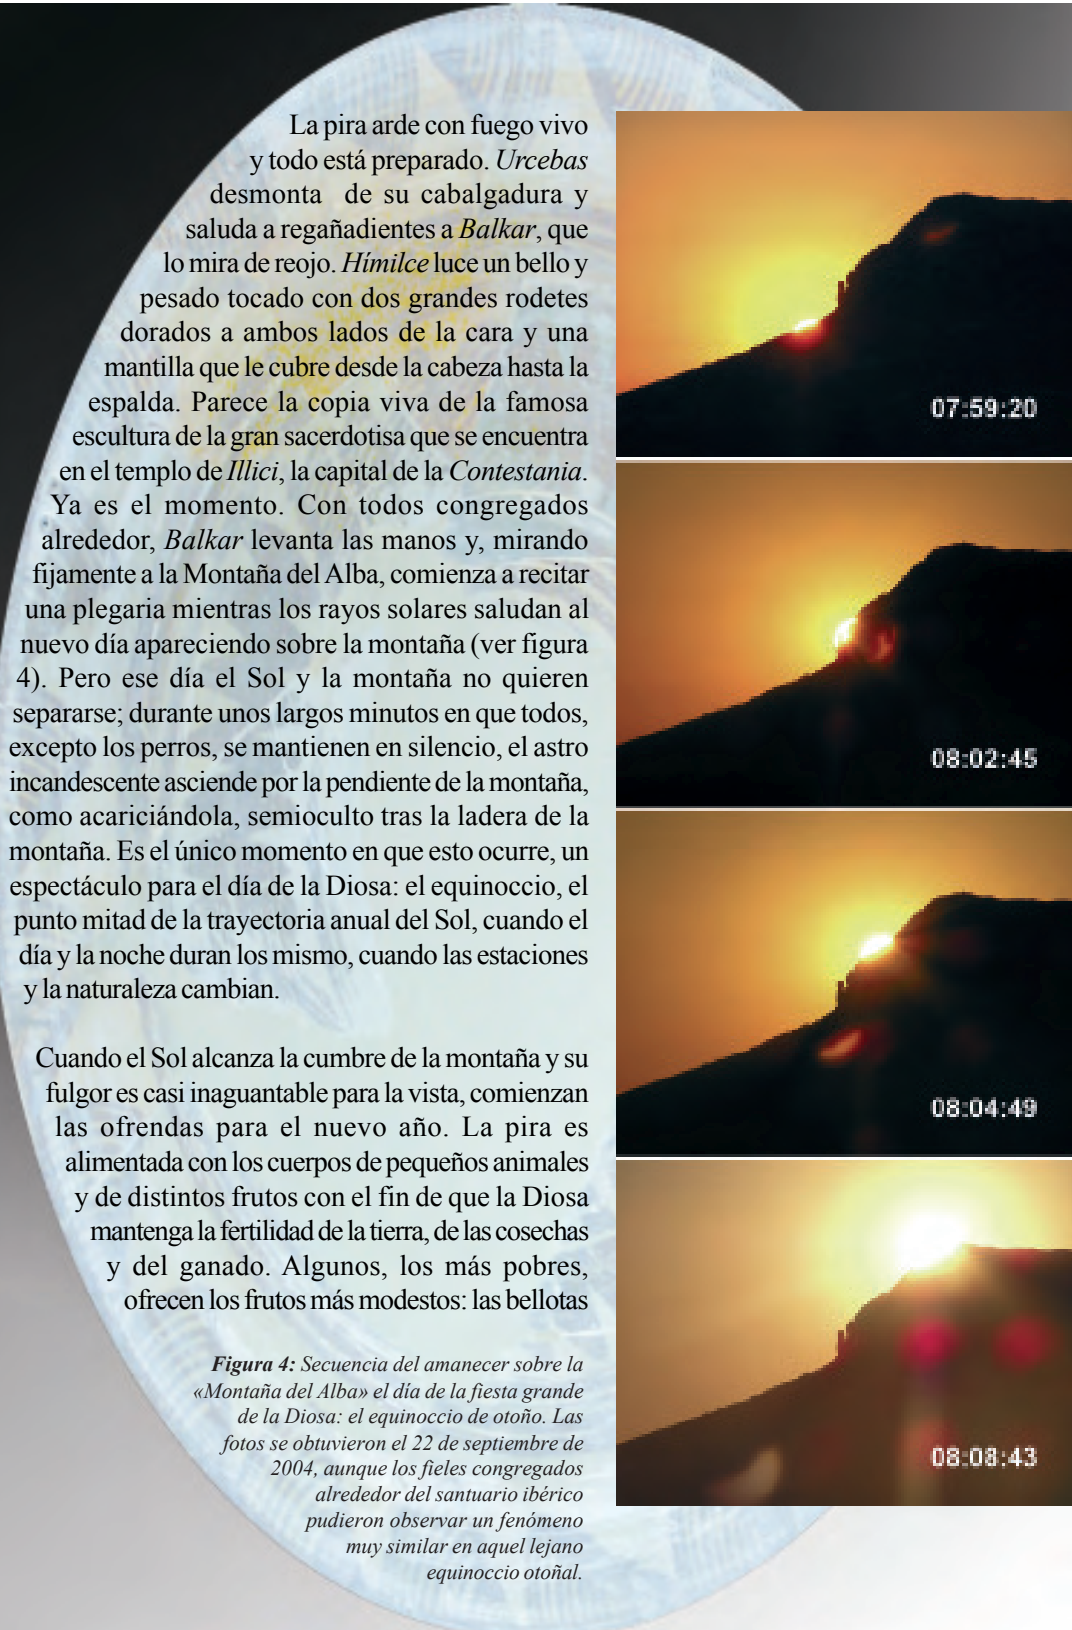 La pira arde con fuego vivo
y todo está preparado. Urcebas
desmonta de su cabalgadura y
saluda a regañadientes a Balkar, que
lo mira de reojo. Hímilce luce un bello y
pesado tocado con dos grandes rodetes
dorados a ambos lados de la cara y una
mantilla que le cubre desde la cabeza hasta la
espalda. Parece la copia viva de la famosa
escultura de la gran sacerdotisa que se encuentra
en el templo de Illici, la capital de la Contestania.
Ya es el momento. Con todos congregados
alrededor, Balkar levanta las manos y, mirando
fijamente a la Montaña del Alba, comienza a recitar
una plegaria mientras los rayos solares saludan al
nuevo día apareciendo sobre la montaña (ver figura
4). Pero ese día el Sol y la montaña no quieren
separarse; durante unos largos minutos en que todos,
excepto los perros, se mantienen en silencio, el astro
incandescente asciende por la pendiente de la montaña,
como acariciándola, semioculto tras la ladera de la
montaña. Es el único momento en que esto ocurre, un
espectáculo para el día de la Diosa: el equinoccio, el
punto mitad de la trayectoria anual del Sol, cuando el
día y la noche duran los mismo, cuando las estaciones
y la naturaleza cambian.
Cuando el Sol alcanza la cumbre de la montaña y su
fulgor es casi inaguantable para la vista, comienzan
las ofrendas para el nuevo año. La pira es
alimentada con los cuerpos de pequeños animales
y de distintos frutos con el fin de que la Diosa
mantenga la fertilidad de la tierra, de las cosechas
y del ganado. Algunos, los más pobres,
ofrecen los frutos más modestos: las bellotas
Figura 4: Secuencia del amanecer sobre la
«Montaña del Alba» el día de la fiesta grande
de la Diosa: el equinoccio de otoño. Las
fotos se obtuvieron el 22 de septiembre de
2004, aunque los fieles congregados
alrededor del santuario ibérico
pudieron observar un fenómeno
muy similar en aquel lejano
equinoccio otoñal.
07:59:20
08:02:45
08:04:49
08:08:43